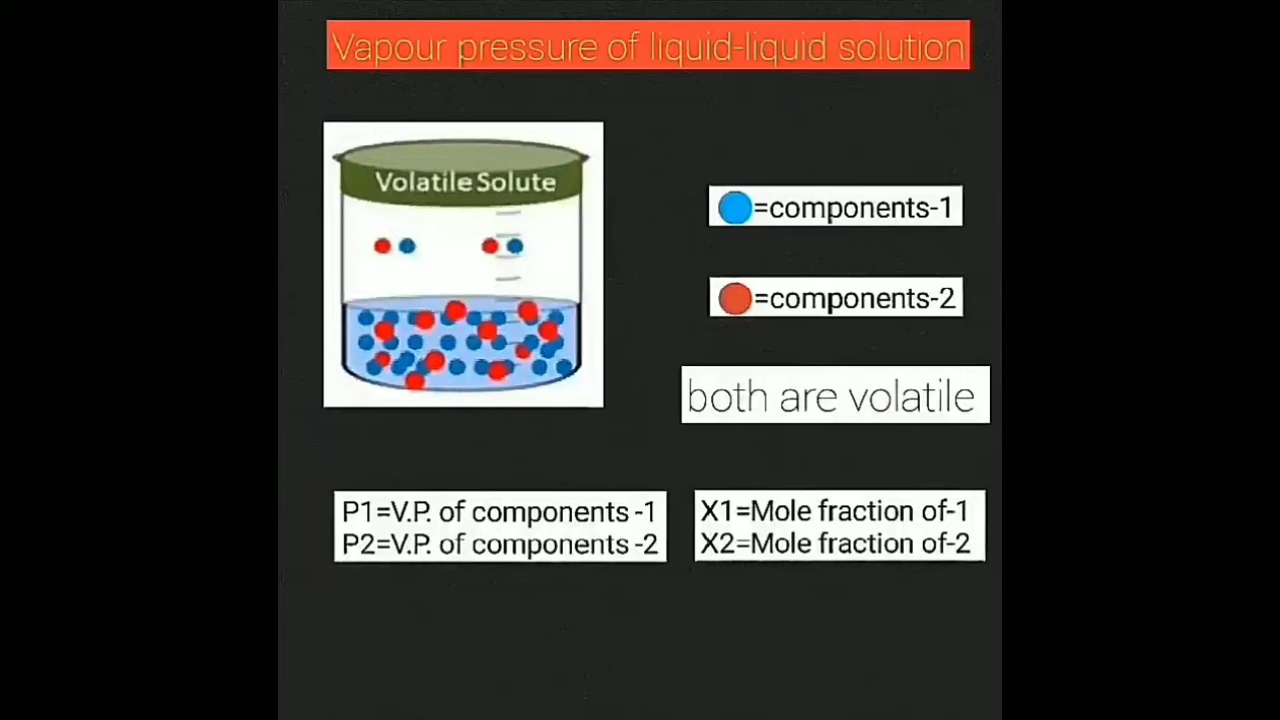 Vapour pressure of liquid-liquid solution
Volatile Solute
=components-1
=components-2
both are volatile
P1=V.P. of components -1
P2=V.P. of components -2
X1=Mole fraction of-1
X2=Mole fraction of-2